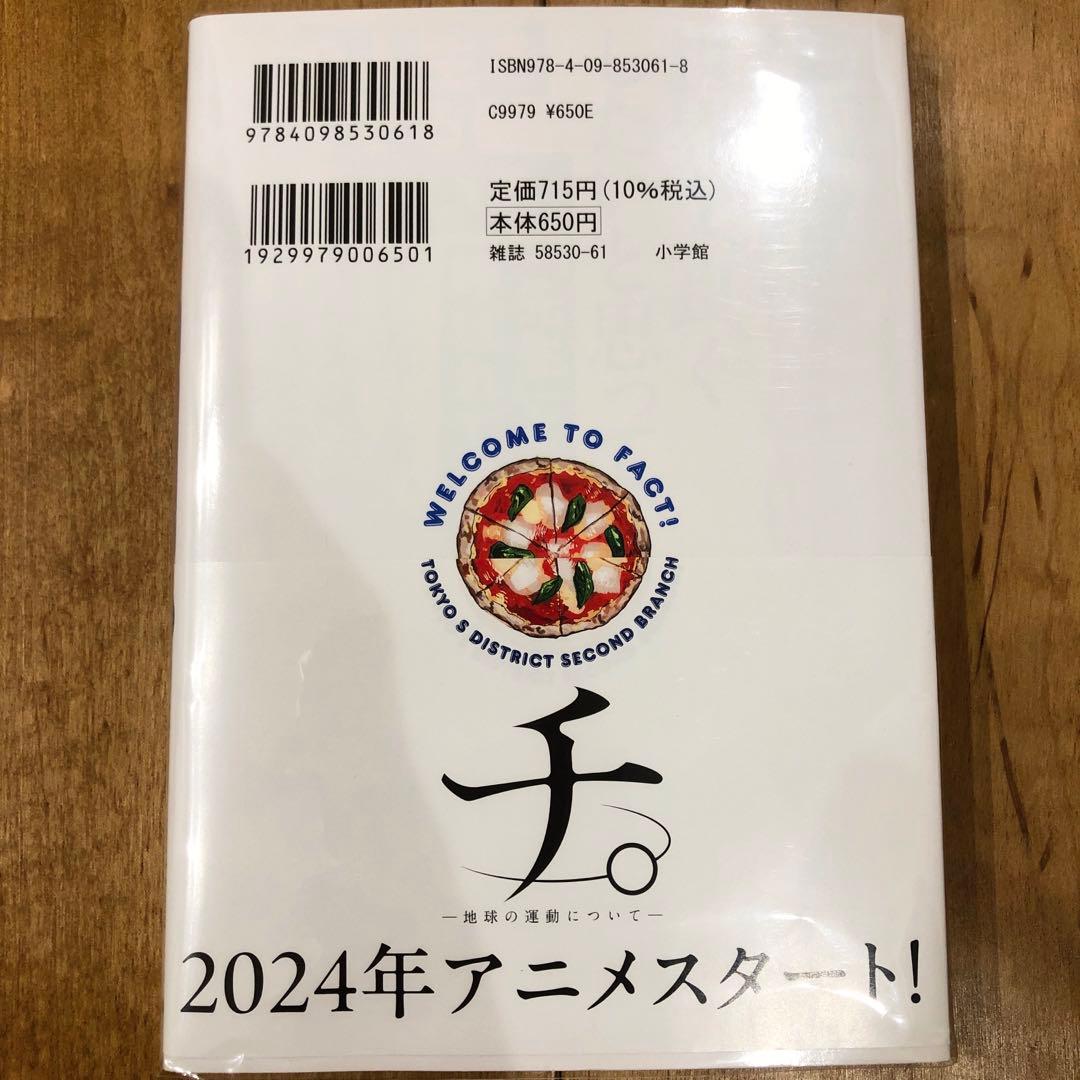 ISBN978-4-09-853061-8
9784098530618
C9979 ¥650E
定価715円(10%税込)
本体650円
1929979006501
雑誌 58530-61 小学館
WELCOME TO FACT!
TOKYO S DISTRICT SECOND BRANCH
チ。
―地球の運動について―
2024年アニメスタート!